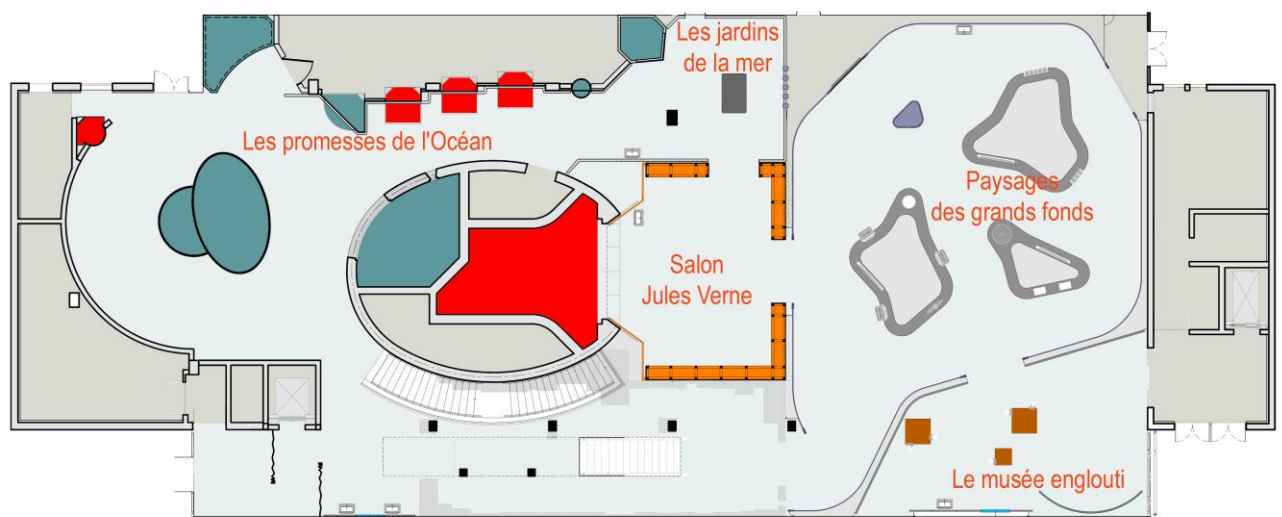 Les jardins
de la mer
Les promesses de l'Océan
Paysages
des grands fonds
Salon
Jules Verne
Le musée englouti